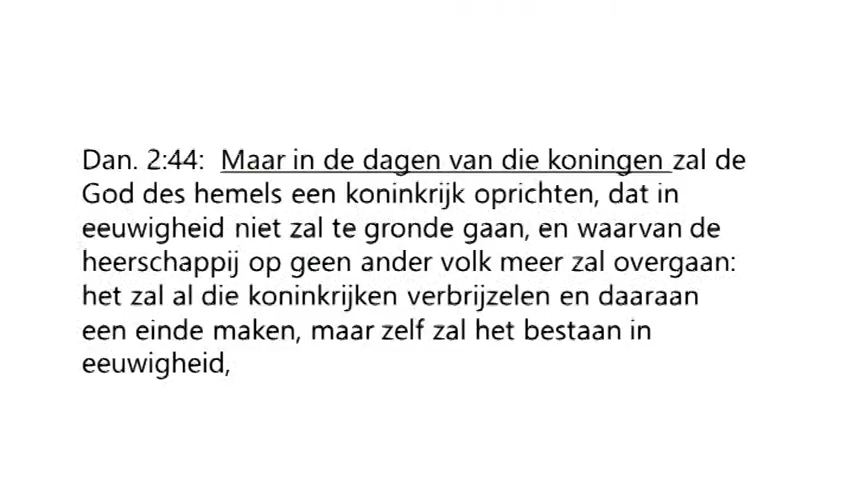 Dan. 2:44: Maar in de dagen van die koningen zal de
God des hemels een koninkrijk oprichten, dat in
eeuwigheid niet zal te gronde gaan, en waarvan de
heerschappij op geen ander volk meer zal overgaan:
het zal al die koninkrijken verbrijzelen en daaraan
een einde maken, maar zelf zal het bestaan in
eeuwigheid,